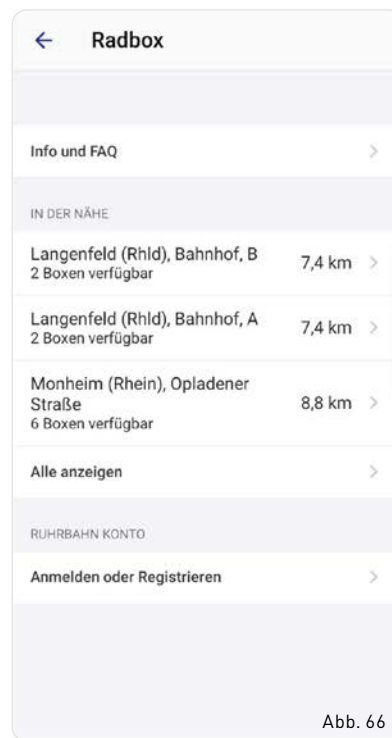 Radbox
Info und FAQ
IN DER NÄHE
Langenfeld (Rhld), Bahnhof, B
2 Boxen verfügbar
7,4 km
Langenfeld (Rhld), Bahnhof, A
2 Boxen verfügbar
7,4 km
Monheim (Rhein), Opladener
Straße
6 Boxen verfügbar
8,8 km
Alle anzeigen
RUHRBAHN KONTO
Anmelden oder Registrieren
Abb. 66